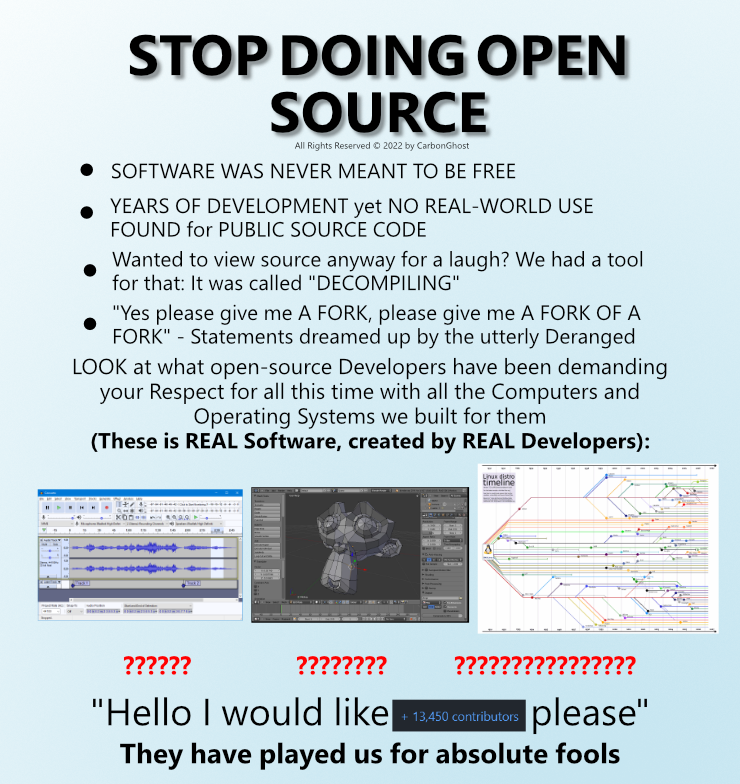 STOP DOING OPEN
SOURCE
All Rights Reserved © 2022 by CarbonGhost
● SOFTWARE WAS NEVER MEANT TO BE FREE
● YEARS OF DEVELOPMENT yet NO REAL-WORLD USE
FOUND for PUBLIC SOURCE CODE
● Wanted to view source anyway for a laugh? We had a tool
for that: It was called "DECOMPILING"
● "Yes please give me A FORK, please give me A FORK OF A
FORK" - Statements dreamed up by the utterly Deranged
LOOK at what open-source Developers have been demanding
your Respect for all this time with all the Computers and
Operating Systems we built for them
(These is REAL Software, created by REAL Developers):
Linux distro
timeline
Track 1
Track 2
?????? ???????? ????????????????
"Hello I would like + 13,450 contributors please"
They have played us for absolute fools